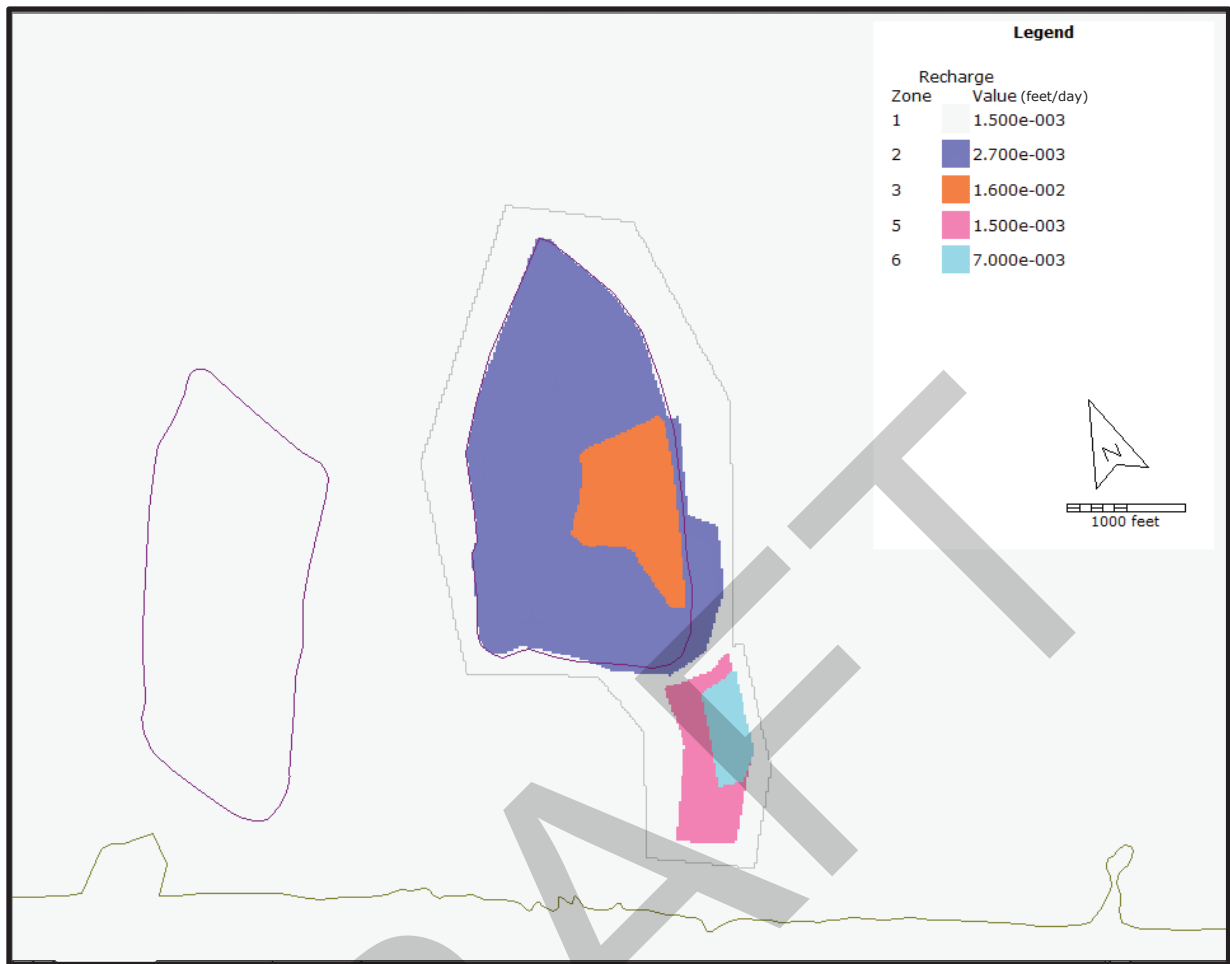 Legend
Recharge
Zone Value (feet/day)
1 1.500e-003
2 2.700e-003
3 1.600e-002
5 1.500e-003
6 7.000e-003
N
1000 feet